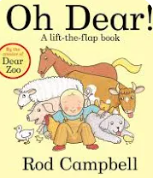 Oh Dear!
A lift-the-flap book
By the
creator of
Dear
Zoo
Rod Campbell